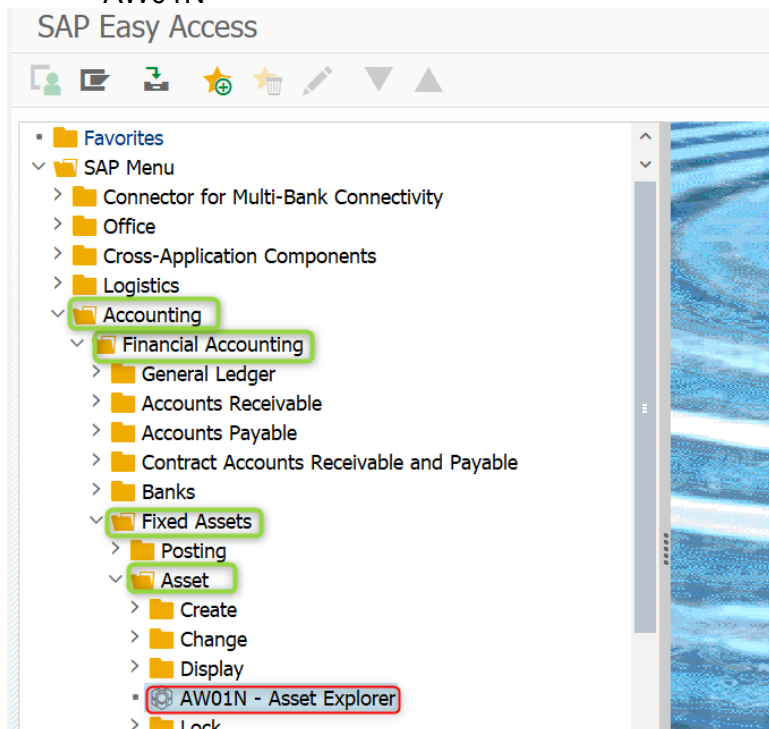 AW01N
SAP Easy Access
Favorites
SAP Menu
Connector for Multi-Bank Connectivity
Office
Cross-Application Components
Logistics
Accounting
Financial Accounting
General Ledger
Accounts Receivable
Accounts Payable
Contract Accounts Receivable and Payable
Banks
Fixed Assets
Posting
Asset
Create
Change
Display
AW01N - Asset Explorer
Lock